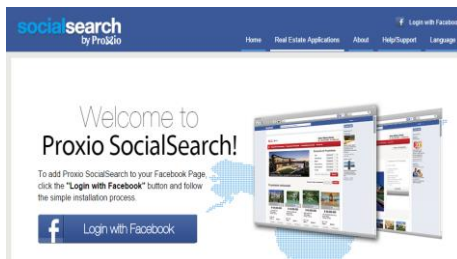 socialsearch
by Proxio
Login with Facebook
Home Real Estate Applications About Help/Support Language
Welcome to
Proxio SocialSearch!
To add Proxio SocialSearch to your Facebook Page,
click the "Login with Facebook" button and follow
the simple installation process.
f Login with Facebook